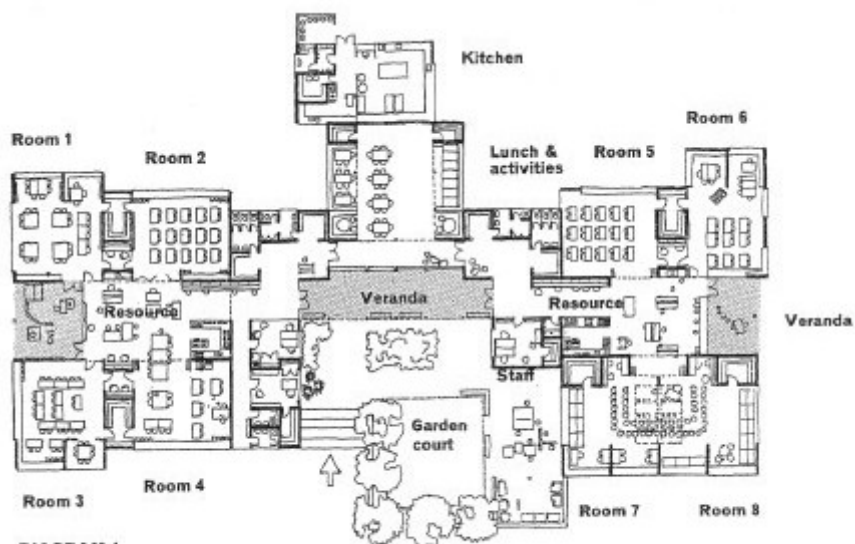 Kitchen
Room 6
Room 1
Room 2
Lunch &
activities
Room 5
Veranda
Resource
Resource
Veranda
Staff
Garden
court
Room 3
Room 4
Room 7
Room 8